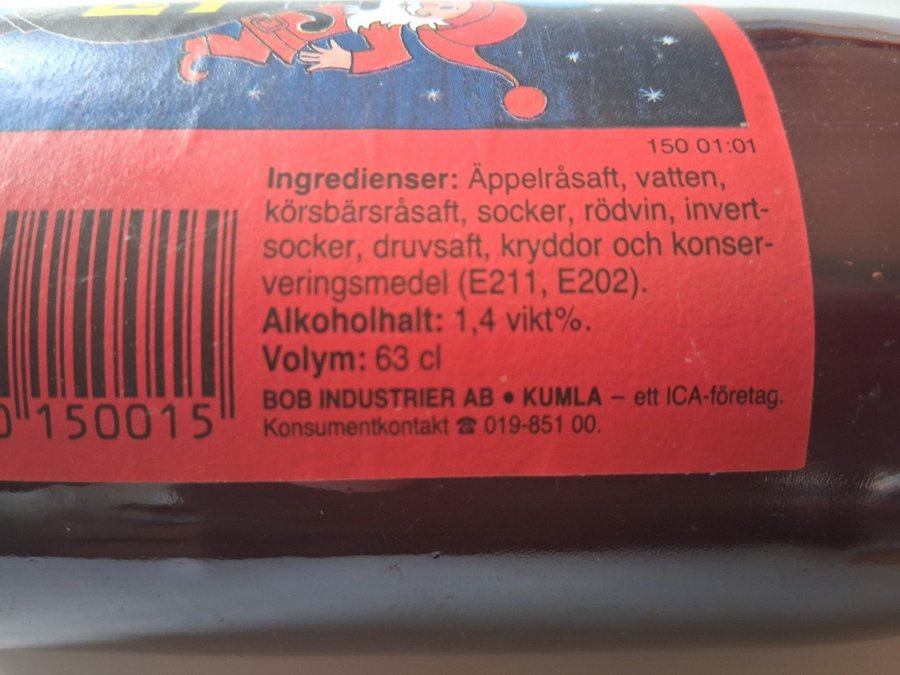 150 01:01
Ingredienser: Äppelråsaft, vatten,
körsbärsråsaft, socker, rödvin, invert-
socker, druvsaft, kryddor och konser-
veringsmedel (E211, E202).
Alkoholhalt: 1,4 vikt%.
Volym: 63 cl
BOB INDUSTRIER AB • KUMLA – ett ICA-företag.
Konsumentkontakt ☎ 019-851 00.
0 150015